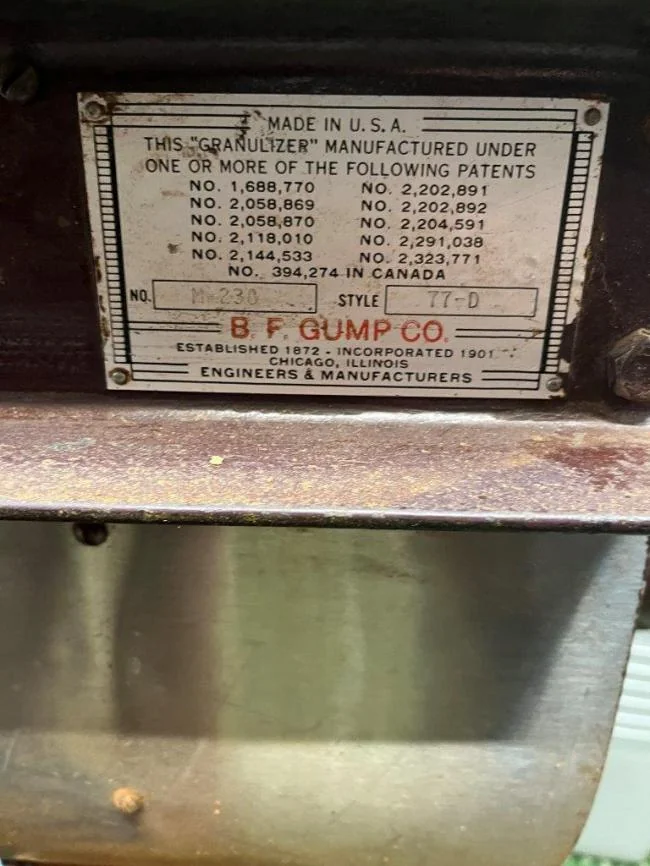 MADE IN U. S. A.
THIS "GRANULIZER" MANUFACTURED UNDER
ONE OR MORE OF THE FOLLOWING PATENTS
NO. 1,688,770 NO. 2,202,891
NO. 2,058,869 NO. 2,202,892
NO. 2,058,870 NO. 2,204,591
NO. 2,118,010 NO. 2,291,038
NO. 2,144,533 NO. 2,323,771
NO. 394,274 IN CANADA
NO. M-230 STYLE 77-D
B. F. GUMP CO.
ESTABLISHED 1872 - INCORPORATED 1901
CHICAGO, ILLINOIS
ENGINEERS & MANUFACTURERS